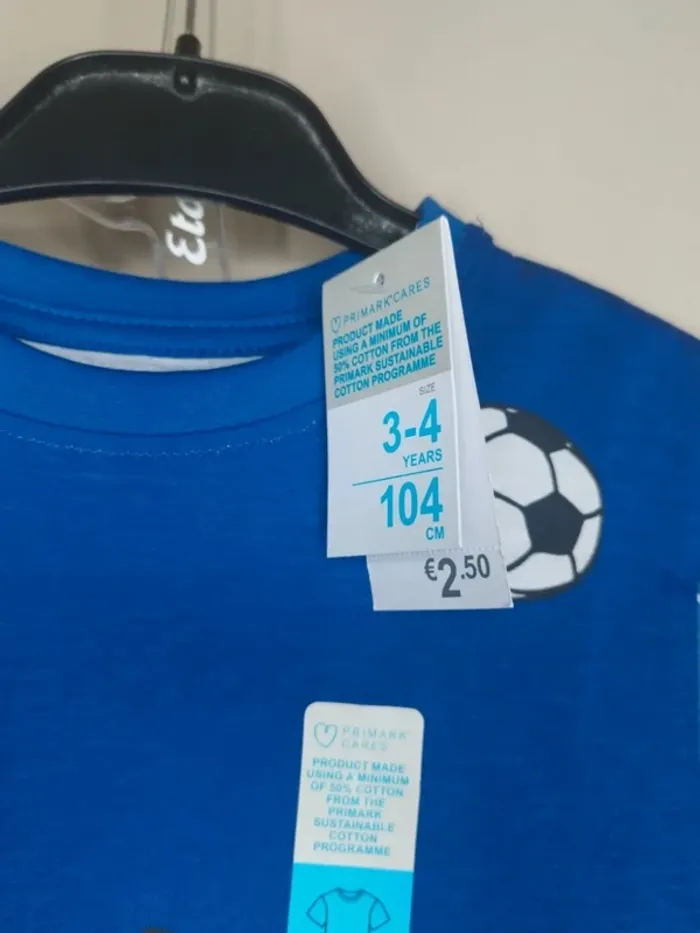 Eta
PRIMARK CARES
PRODUCT MADE
USING A MINIMUM OF
50% COTTON FROM THE
PRIMARK SUSTAINABLE
COTTON PROGRAMME
SIZE
3-4
YEARS
104
CM
€2.50
PRIMARK
CARES
PRODUCT MADE
USING A MINIMUM
OF 50% COTTON
FROM THE
PRIMARK
SUSTAINABLE
COTTON
PROGRAMME